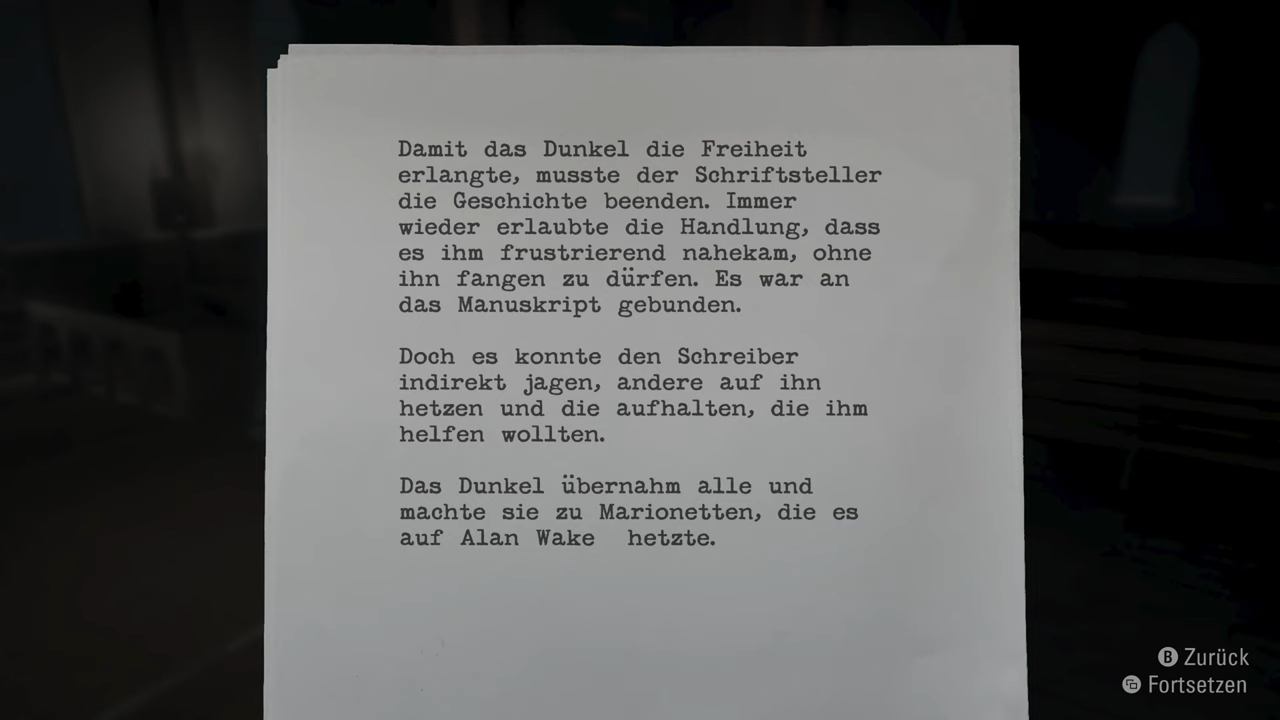 Damit das Dunkel die Freiheit
erlangte, musste der Schriftsteller
die Geschichte beenden. Immer
wieder erlaubte die Handlung, dass
es ihm frustrierend nahekam, ohne
ihn fangen zu dürfen. Es war an
das Manuskript gebunden.
Doch es konnte den Schreiber
indirekt jagen, andere auf ihn
hetzen und die aufhalten, die ihm
helfen wollten.
Das Dunkel übernahm alle und
machte sie zu Marionetten, die es
auf Alan Wake  hetzte.
B Zurück
Fortsetzen